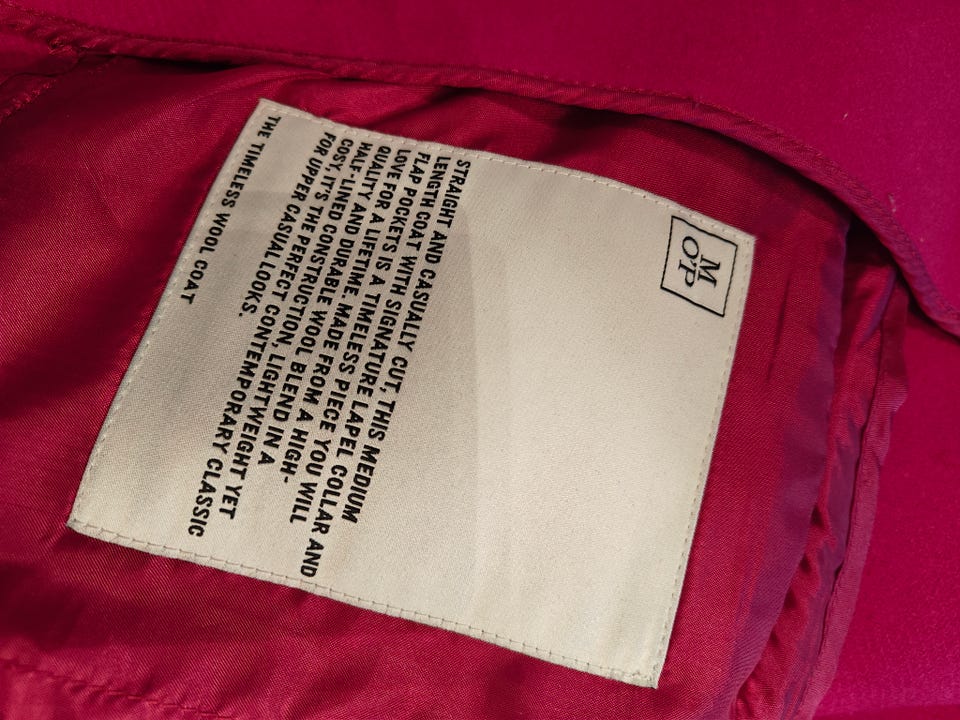 M
O'P
STRAIGHT AND CASUALLY CUT, THIS MEDIUM
LENGTH COAT WITH SIGNATURE LAPEL COLLAR AND
FLAP POCKETS IS A TIMELESS PIECE YOU WILL
LOVE FOR A LIFETIME. MADE FROM A HIGH-
QUALITY AND DURABLE WOOL BLEND IN A
HALF-LINED CONSTRUCTION, LIGHTWEIGHT YET
COSY, IT'S THE PERFECT CONTEMPORARY CLASSIC
FOR UPPER CASUAL LOOKS.
THE TIMELESS WOOL COAT